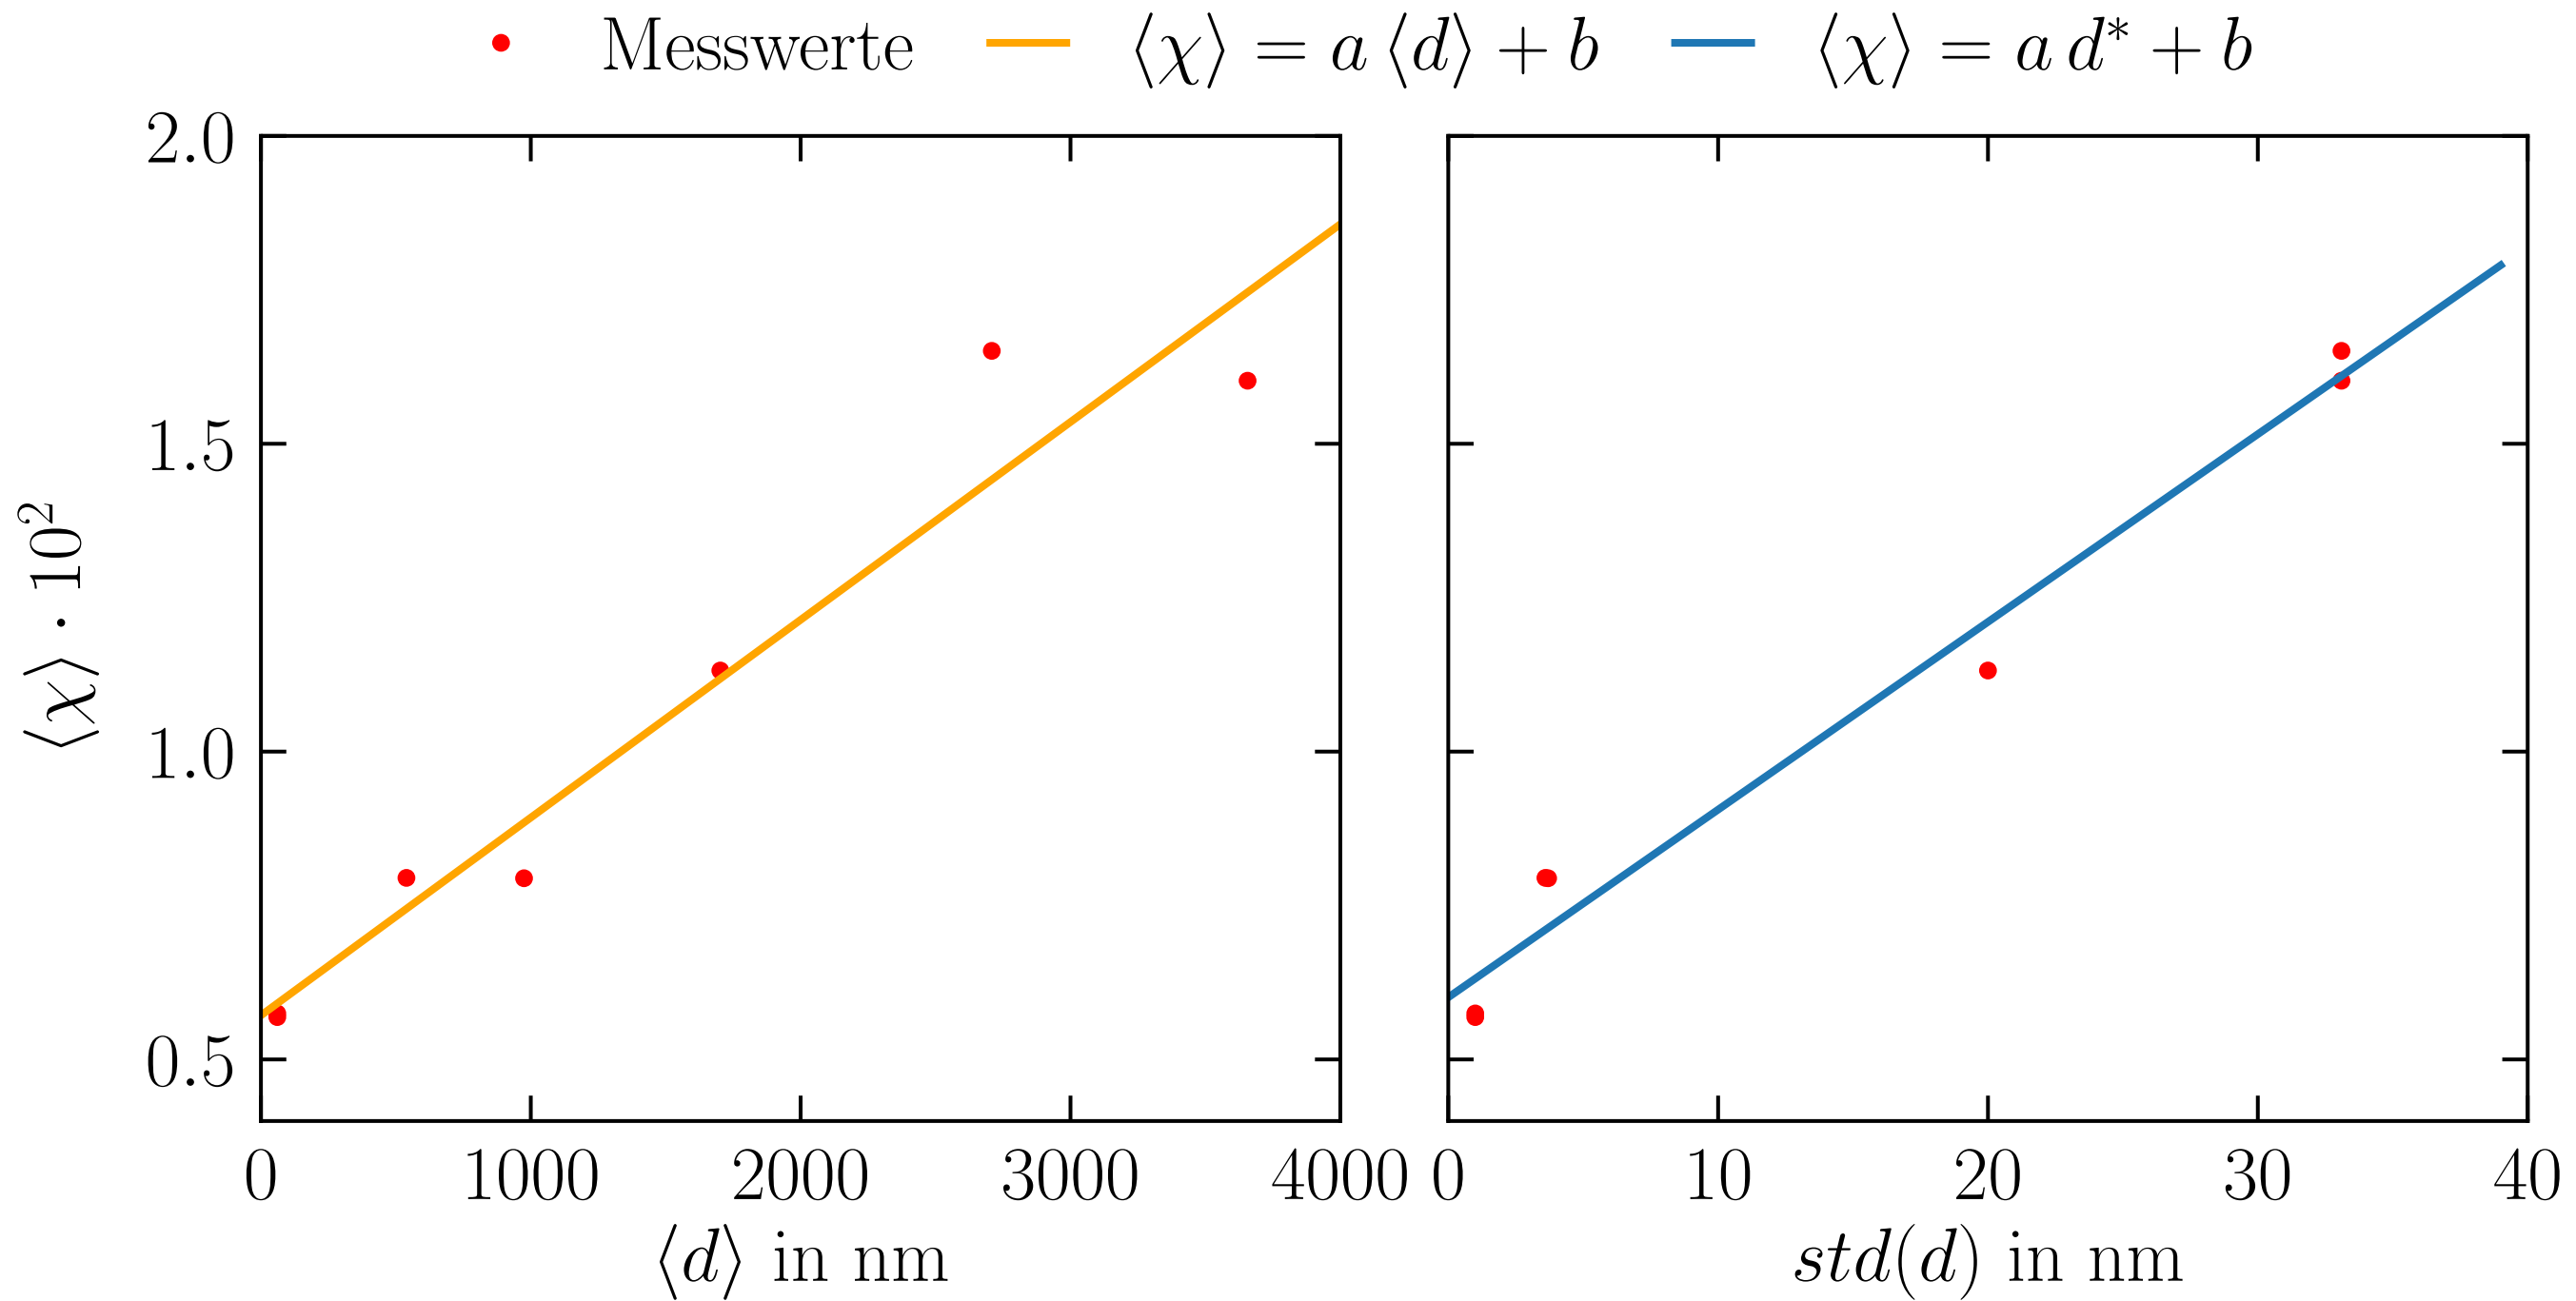 Messwerte ⟨χ⟩ = a ⟨d⟩ + b ⟨χ⟩ = a d* + b
⟨χ⟩ · 10²
2.0
1.5
1.0
0.5
0 1000 2000 3000 4000 0 10 20 30 40
⟨d⟩ in nm std(d) in nm